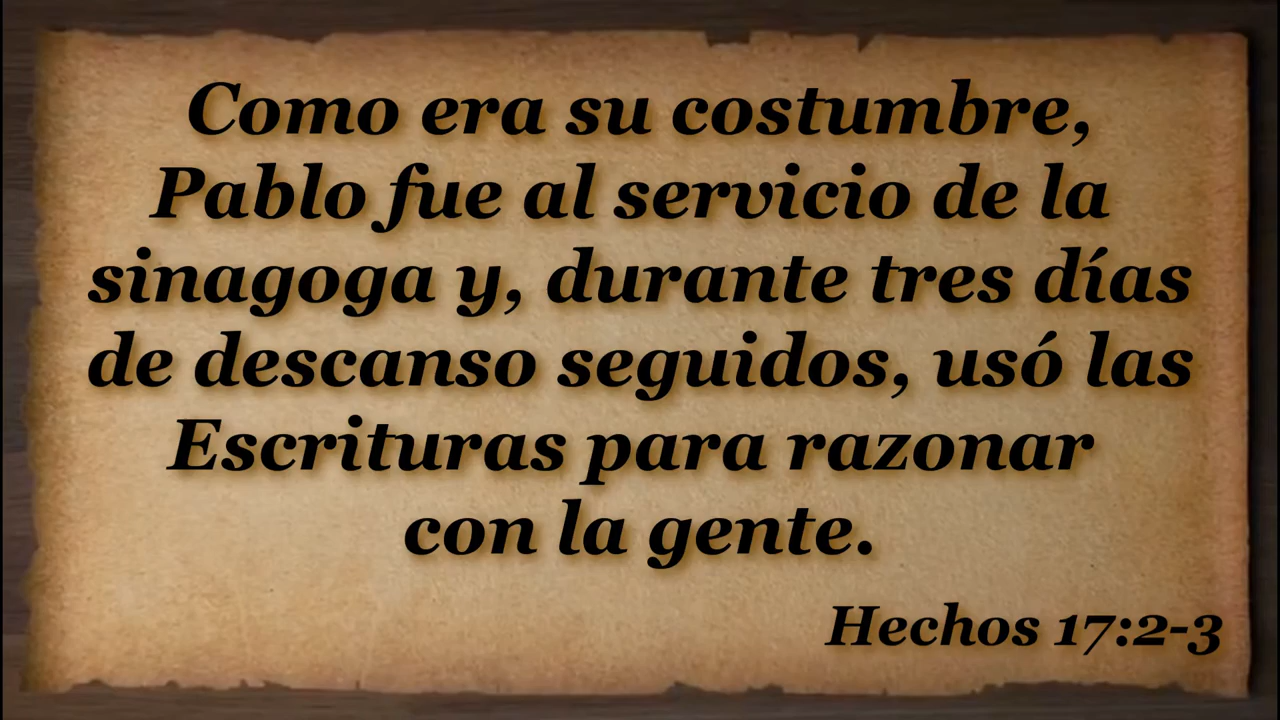 Como era su costumbre,
Pablo fue al servicio de la
sinagoga y, durante tres días
de descanso seguidos, usó las
Escrituras para razonar
con la gente.
Hechos 17:2-3